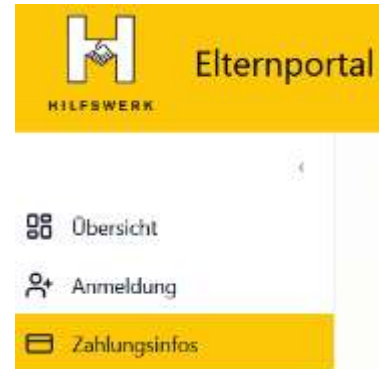 HILFSWERK
Elternportal
Übersicht
Anmeldung
Zahlungsinfos